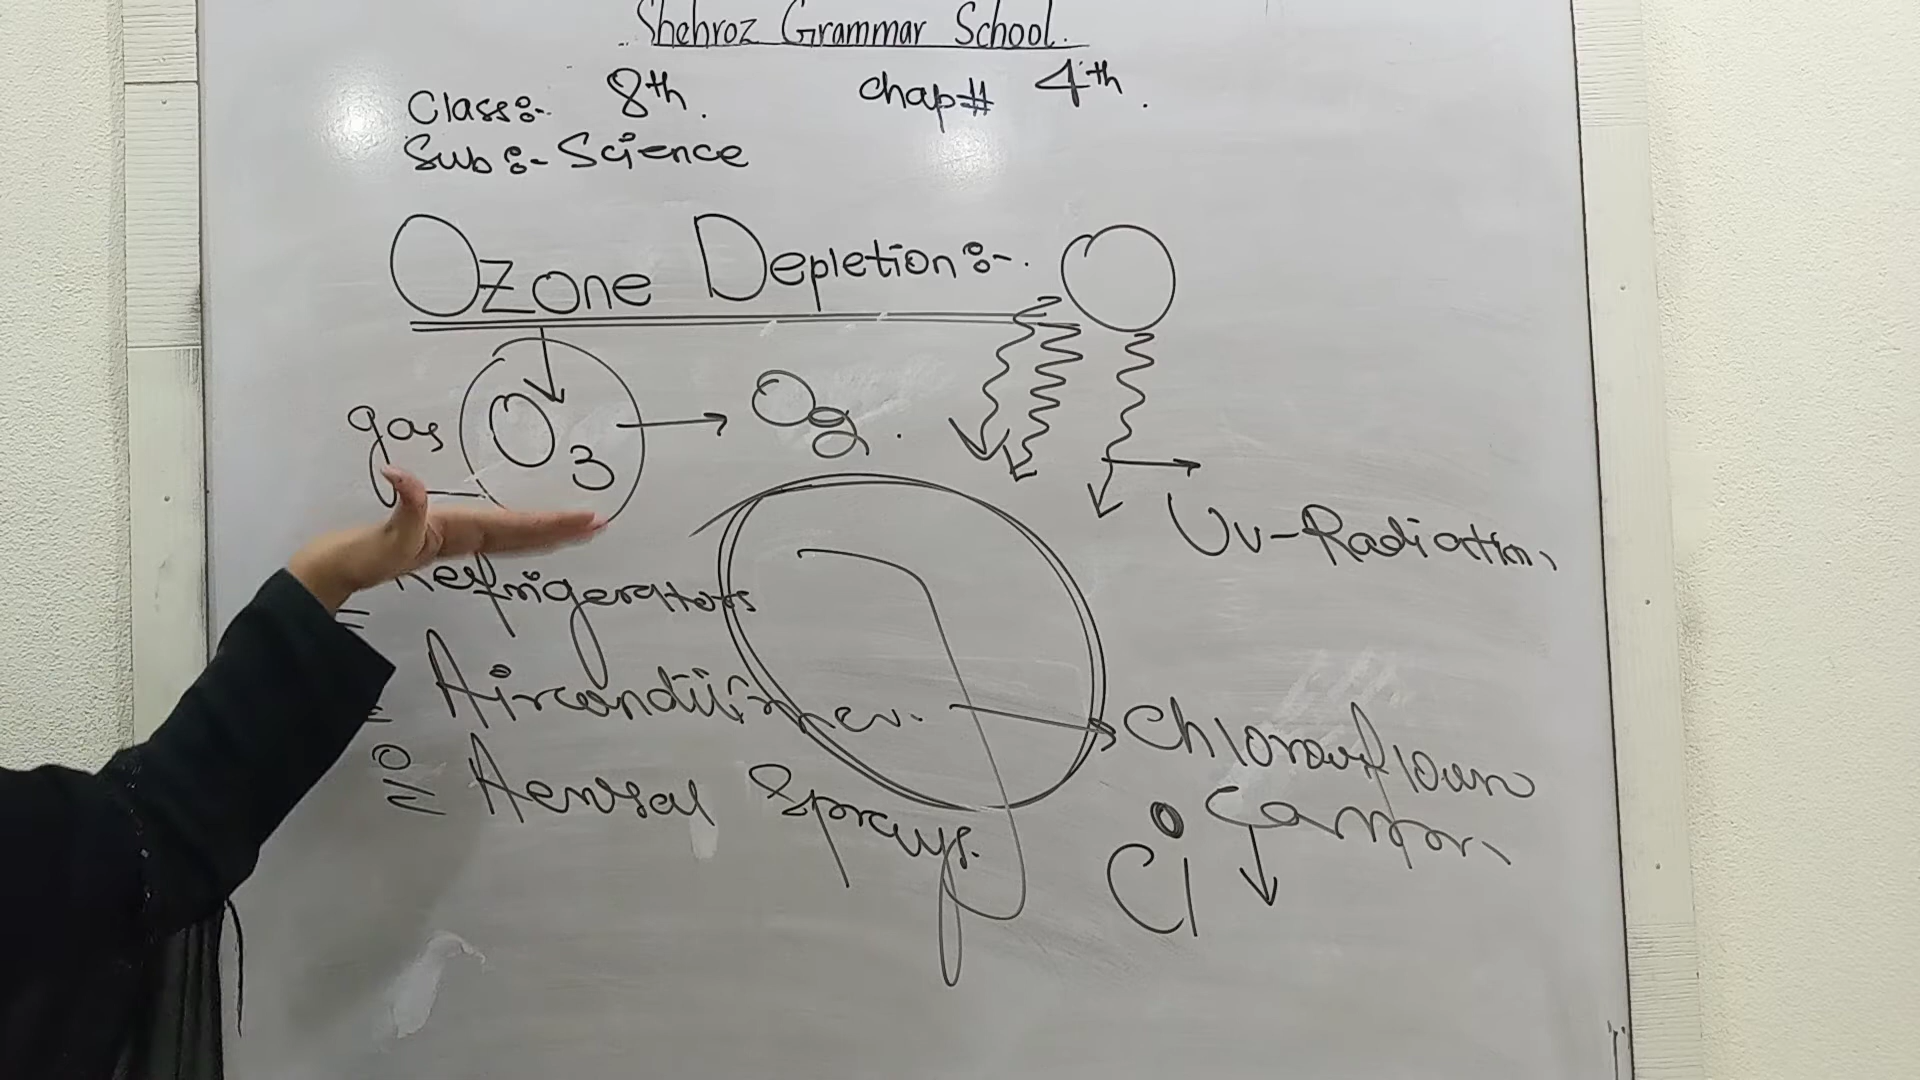 Shehroz Grammar School.
Class:- 8th. chap# 4th.
Sub:- Science
Ozone Depletion:-.
gas O3 → O2.
Uv-Radiation
Refrigerators
Airconditioner.
Aerosal Sprays.
Chlorouflouro
Carbon
Cl